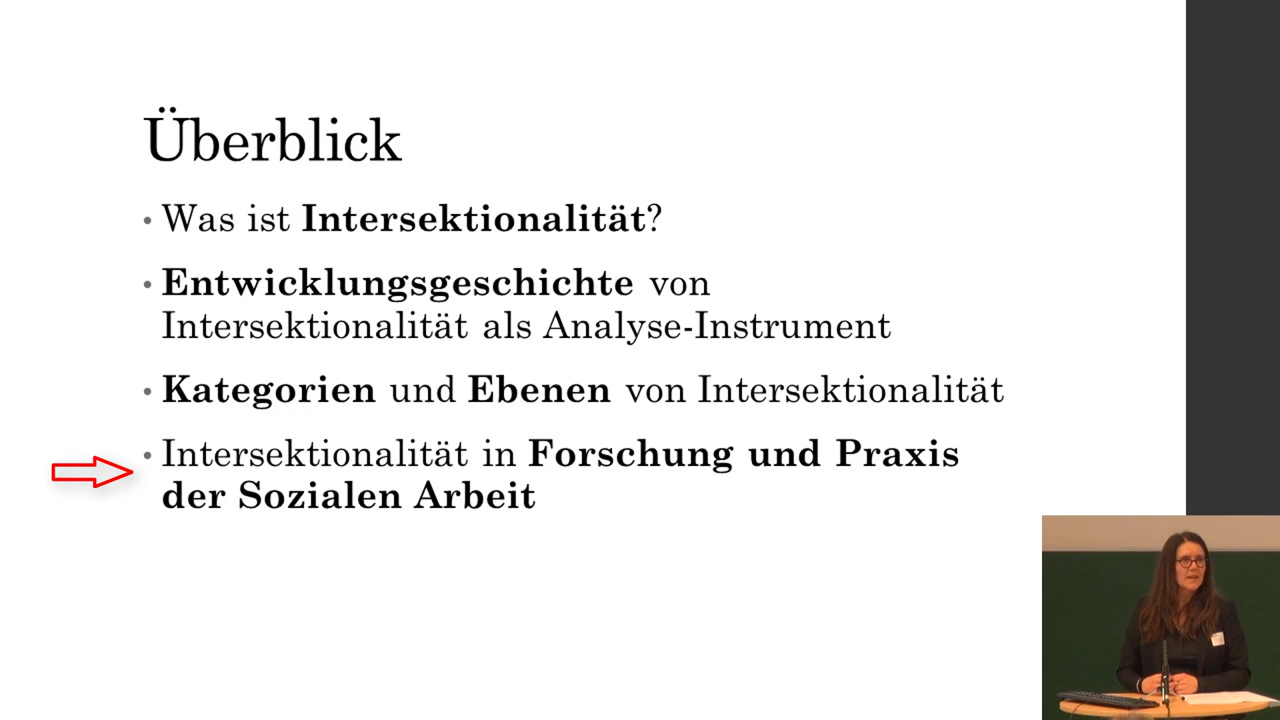 Überblick
• Was ist Intersektionalität?
• Entwicklungsgeschichte von
Intersektionalität als Analyse-Instrument
• Kategorien und Ebenen von Intersektionalität
• Intersektionalität in Forschung und Praxis
der Sozialen Arbeit